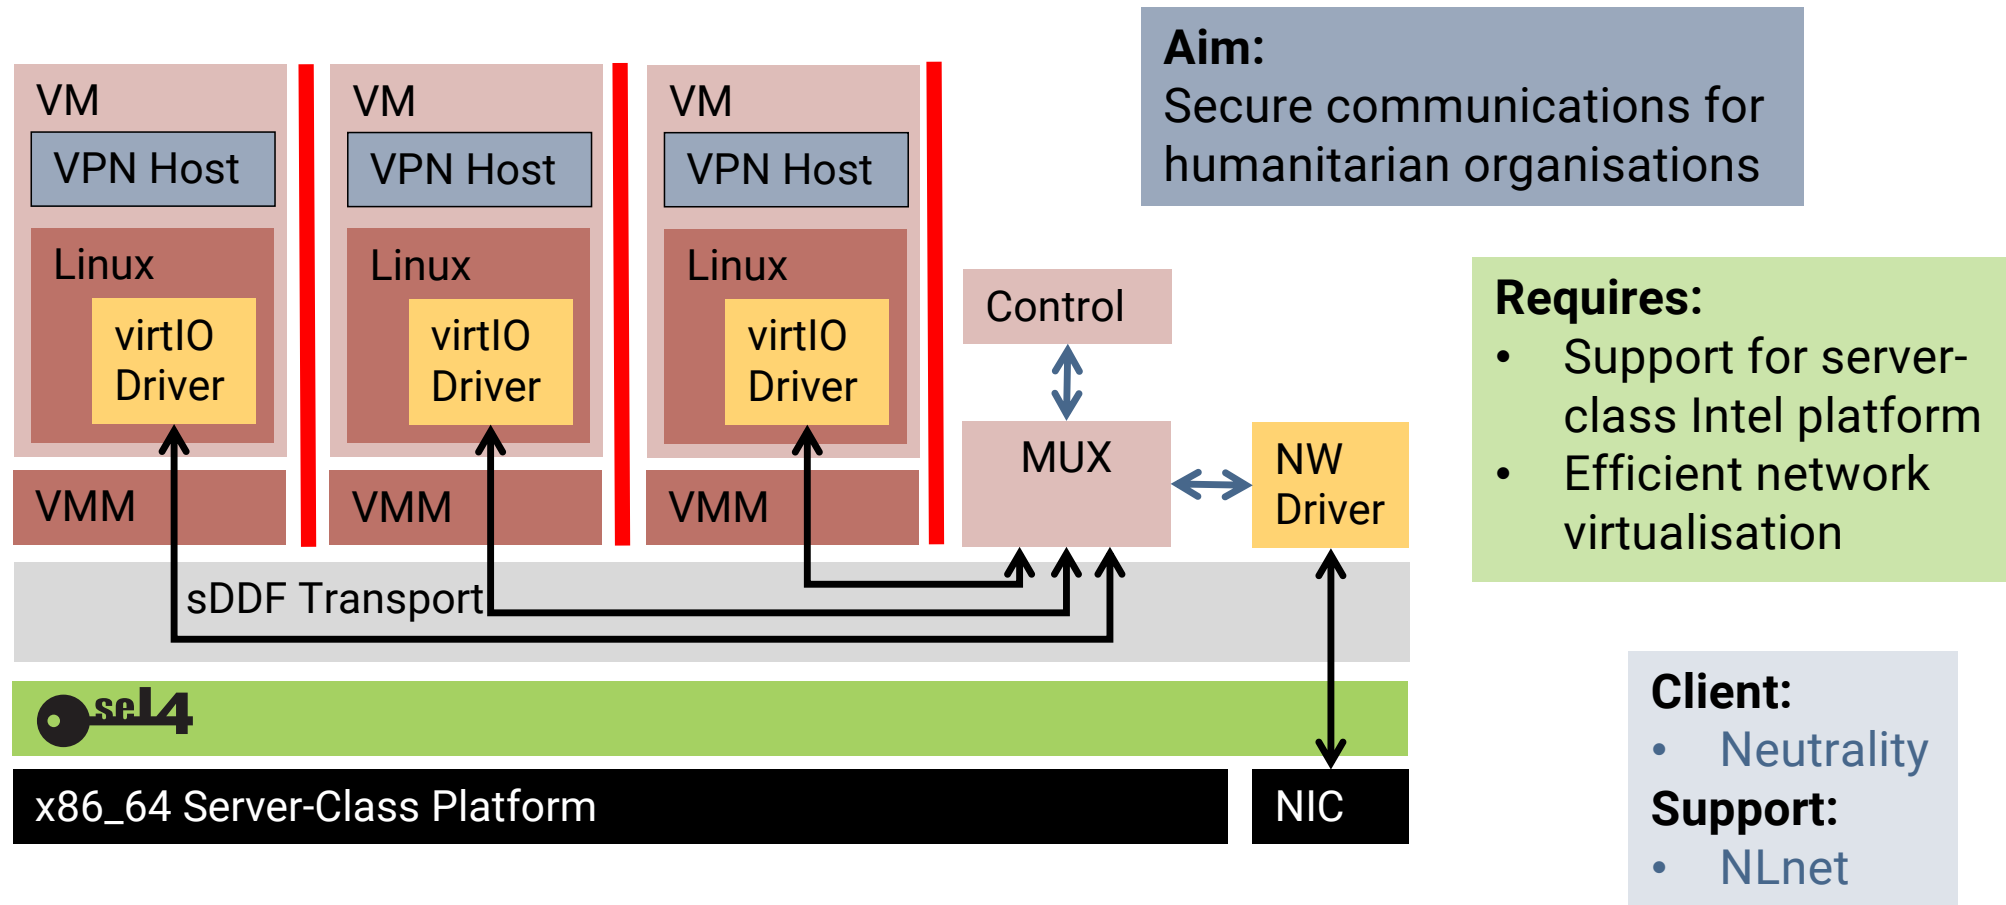 VM
VPN Host
Linux
virtIO
Driver
VMM
VM
VPN Host
Linux
virtIO
Driver
VMM
VM
VPN Host
Linux
virtIO
Driver
VMM
Control
MUX
NW
Driver
sDDF Transport
seL4
x86_64 Server-Class Platform
NIC
Aim:
Secure communications for
humanitarian organisations
Requires:
• Support for server-
class Intel platform
• Efficient network
virtualisation
Client:
• Neutrality
Support:
• NLnet